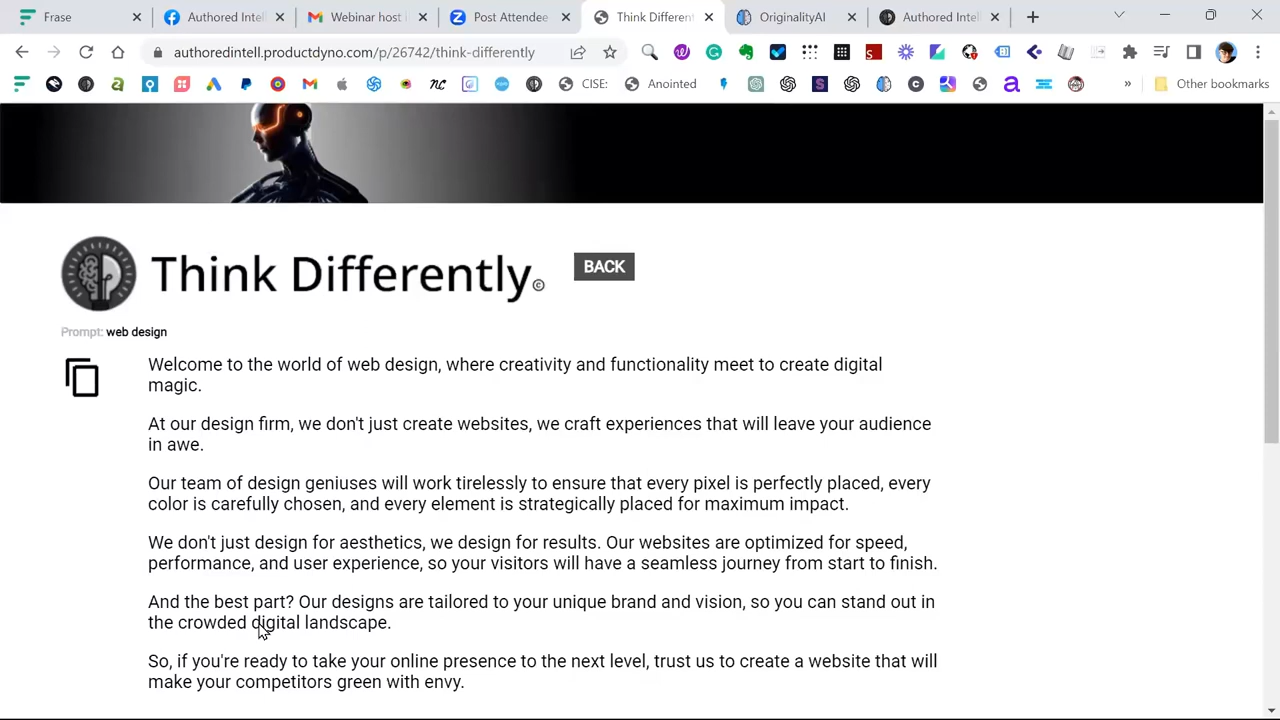 Frase
Authored Intell
Webinar host i
Post Attendee
Think Different
OriginalityAI
Authored Intell
authoredintell.productdyno.com/p/26742/think-differently
CISE:
Anointed
Other bookmarks
Think Differently©
BACK
Prompt: web design
Welcome to the world of web design, where creativity and functionality meet to create digital
magic.
At our design firm, we don't just create websites, we craft experiences that will leave your audience
in awe.
Our team of design geniuses will work tirelessly to ensure that every pixel is perfectly placed, every
color is carefully chosen, and every element is strategically placed for maximum impact.
We don't just design for aesthetics, we design for results. Our websites are optimized for speed,
performance, and user experience, so your visitors will have a seamless journey from start to finish.
And the best part? Our designs are tailored to your unique brand and vision, so you can stand out in
the crowded digital landscape.
So, if you're ready to take your online presence to the next level, trust us to create a website that will
make your competitors green with envy.